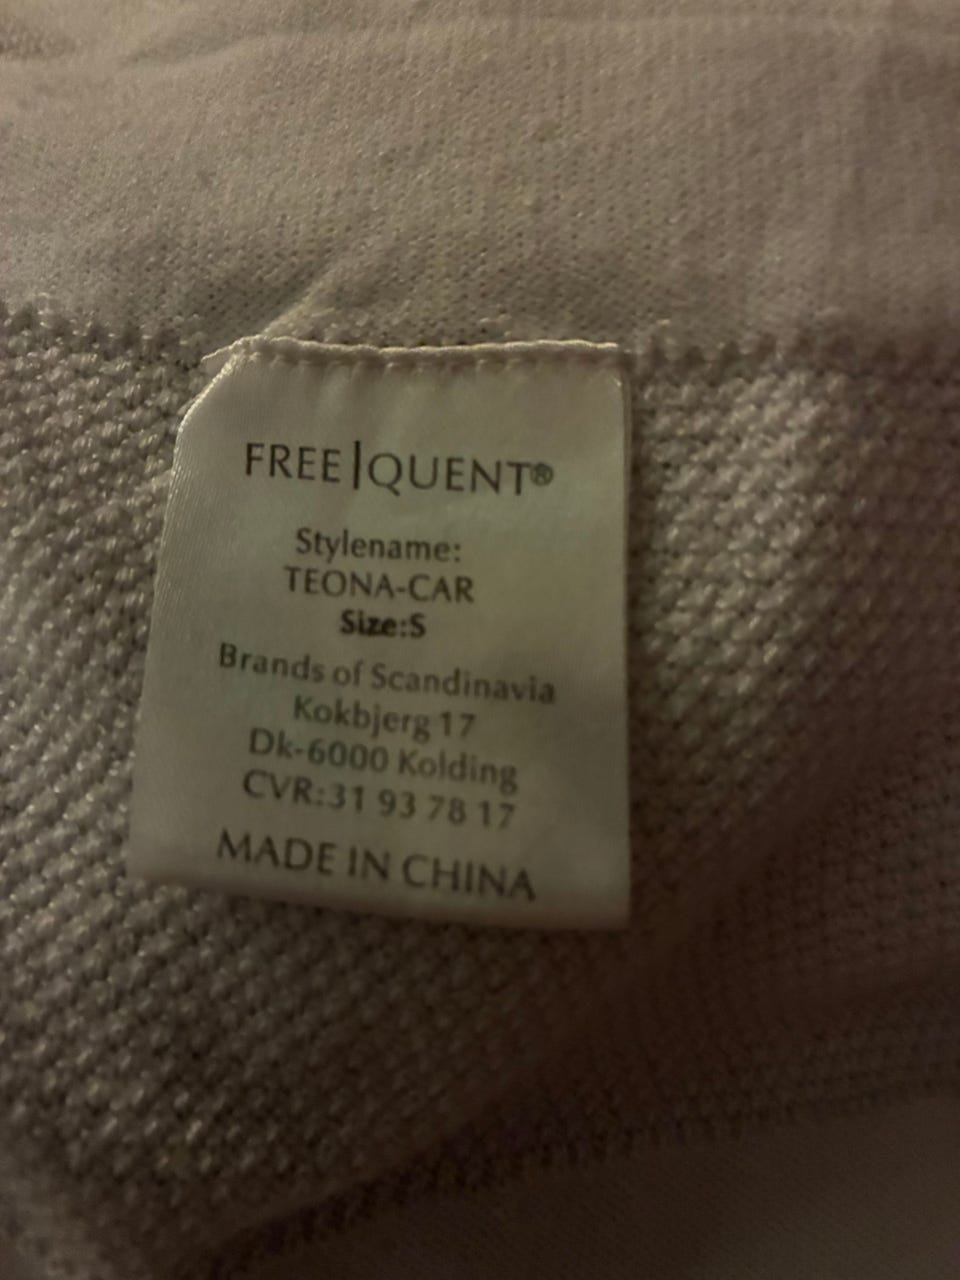 FREE|QUENT®
Stylename:
TEONA-CAR
Size:S
Brands of Scandinavia
Kokbjerg 17
Dk-6000 Kolding
CVR:31 93 78 17
MADE IN CHINA